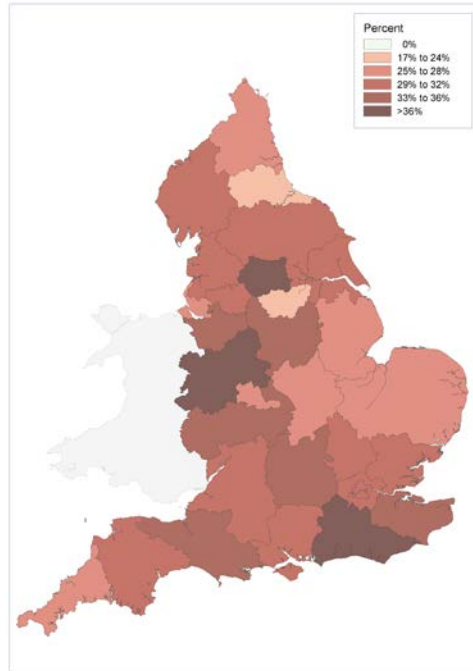 Percent
0%
17% to 24%
25% to 28%
29% to 32%
33% to 36%
>36%